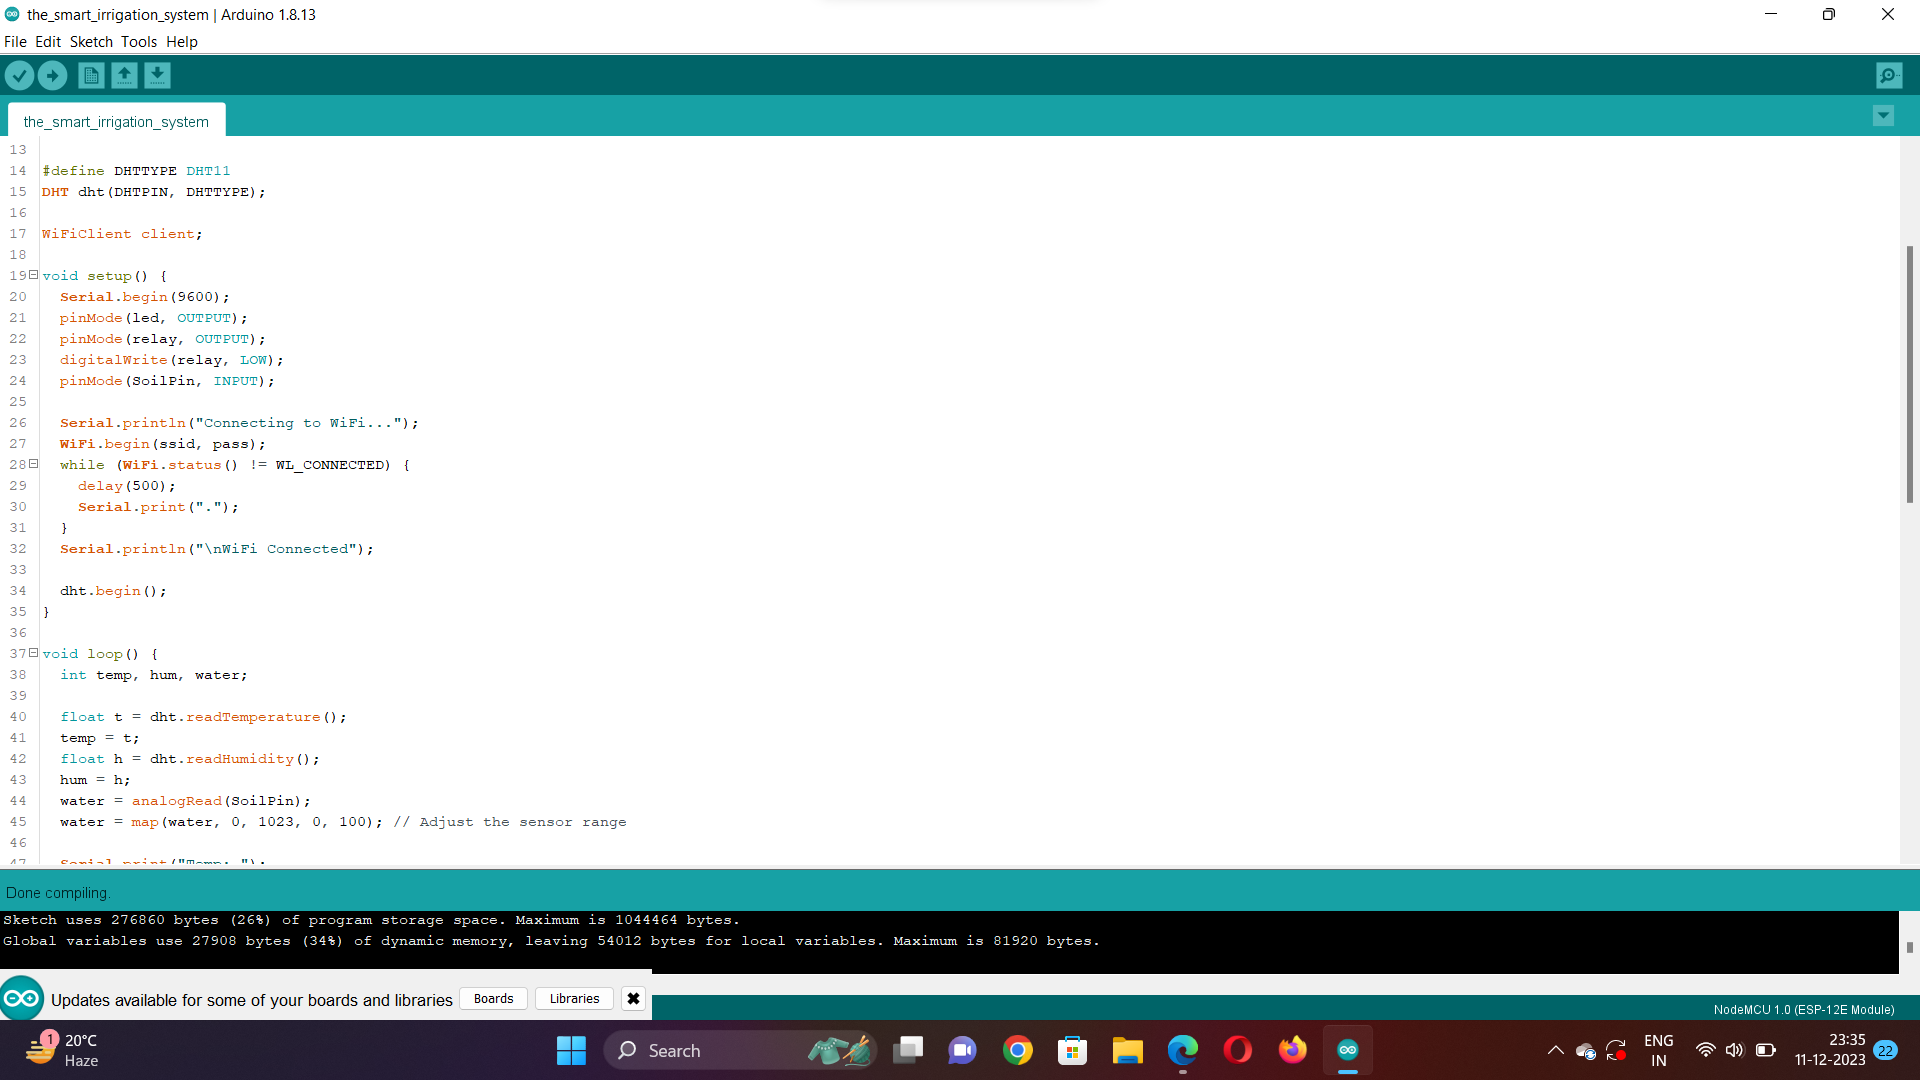 the_smart_irrigation_system | Arduino 1.8.13
File Edit Sketch Tools Help
the_smart_irrigation_system
13
14 #define DHTTYPE DHT11
15 DHT dht(DHTPIN, DHTTYPE);
16
17 WiFiClient client;
18
19 void setup() {
20 Serial.begin(9600);
21 pinMode(led, OUTPUT);
22 pinMode(relay, OUTPUT);
23 digitalWrite(relay, LOW);
24 pinMode(SoilPin, INPUT);
25
26 Serial.println("Connecting to WiFi...");
27 WiFi.begin(ssid, pass);
28 while (WiFi.status() != WL_CONNECTED) {
29 delay(500);
30 Serial.print(".");
31 }
32 Serial.println("\nWiFi Connected");
33
34 dht.begin();
35 }
36
37 void loop() {
38 int temp, hum, water;
39
40 float t = dht.readTemperature();
41 temp = t;
42 float h = dht.readHumidity();
43 hum = h;
44 water = analogRead(SoilPin);
45 water = map(water, 0, 1023, 0, 100); // Adjust the sensor range
46
47 Serial.print("Temp: ");
Done compiling.
Sketch uses 276860 bytes (26%) of program storage space. Maximum is 1044464 bytes.
Global variables use 27908 bytes (34%) of dynamic memory, leaving 54012 bytes for local variables. Maximum is 81920 bytes.
Updates available for some of your boards and libraries Boards Libraries
NodeMCU 1.0 (ESP-12E Module)
1 20°C
Haze
Search
ENG
IN
23:35
11-12-2023
22